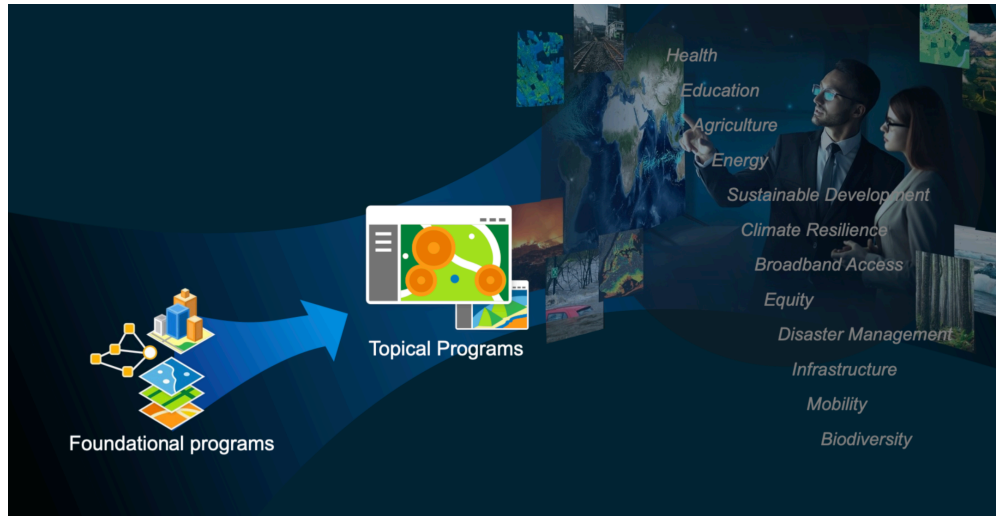 Health
Education
Agriculture
Energy
Sustainable Development
Climate Resilience
Broadband Access
Equity
Disaster Management
Infrastructure
Mobility
Biodiversity
Topical Programs
Foundational programs